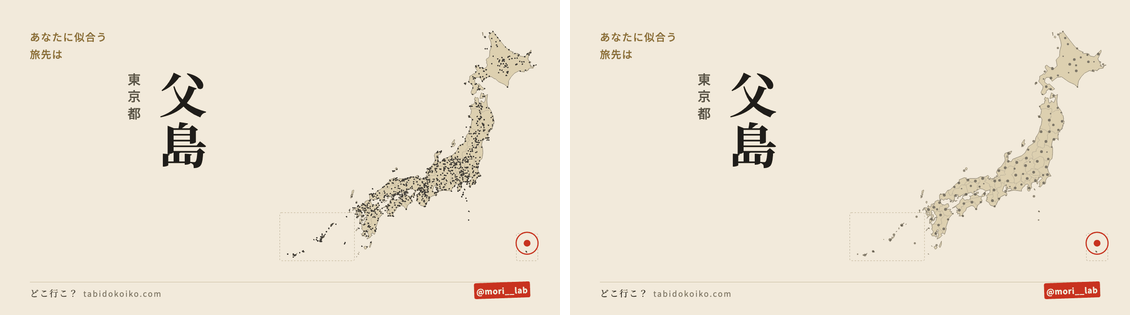 あなたに似合う
旅先は
東京都
父島
どこ行こ？ tabidokoiko.com
@mori__lab
あなたに似合う
旅先は
東京都
父島
どこ行こ？ tabidokoiko.com
@mori__lab